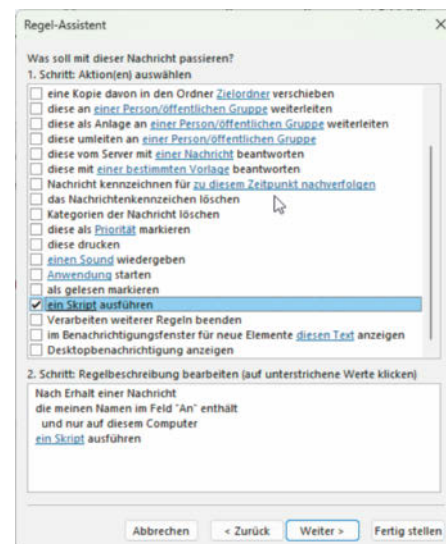 Regel-Assistent
Was soll mit dieser Nachricht passieren?
1. Schritt: Aktion(en) auswählen
eine Kopie davon in den Ordner Zielordner verschieben
diese an einer Person/öffentlichen Gruppe weiterleiten
diese als Anlage an einer Person/öffentlichen Gruppe weiterleiten
diese umleiten an einer Person/öffentlichen Gruppe
diese vom Server mit einer Nachricht beantworten
diese mit einer bestimmten Vorlage beantworten
Nachricht kennzeichnen für zu diesem Zeitpunkt nachverfolgen
das Nachrichtenkennzeichen löschen
Kategorien der Nachricht löschen
diese als Priorität markieren
diese drucken
einen Sound wiedergeben
Anwendung starten
als gelesen markieren
ein Skript ausführen
Verarbeiten weiterer Regeln beenden
im Benachrichtigungsfenster für neue Elemente diesen Text anzeigen
Desktopbenachrichtigung anzeigen
2. Schritt: Regelbeschreibung bearbeiten (auf unterstrichene Werte klicken)
Nach Erhalt einer Nachricht
die meinen Namen im Feld "An" enthält
und nur auf diesem Computer
ein Skript ausführen
Abbrechen < Zurück Weiter > Fertig stellen